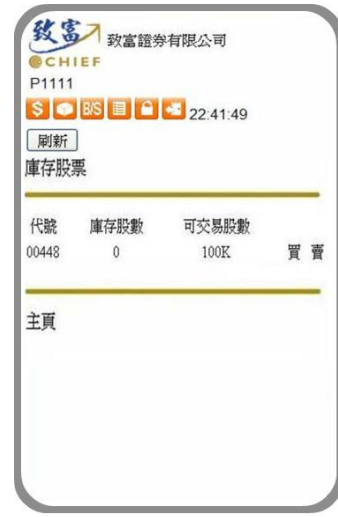 致富 致富證券有限公司
CHIEF
P1111
$ B/S 22:41:49
刷新
庫存股票
代號 庫存股數 可交易股數
00448 0 100K 買 賣
主頁